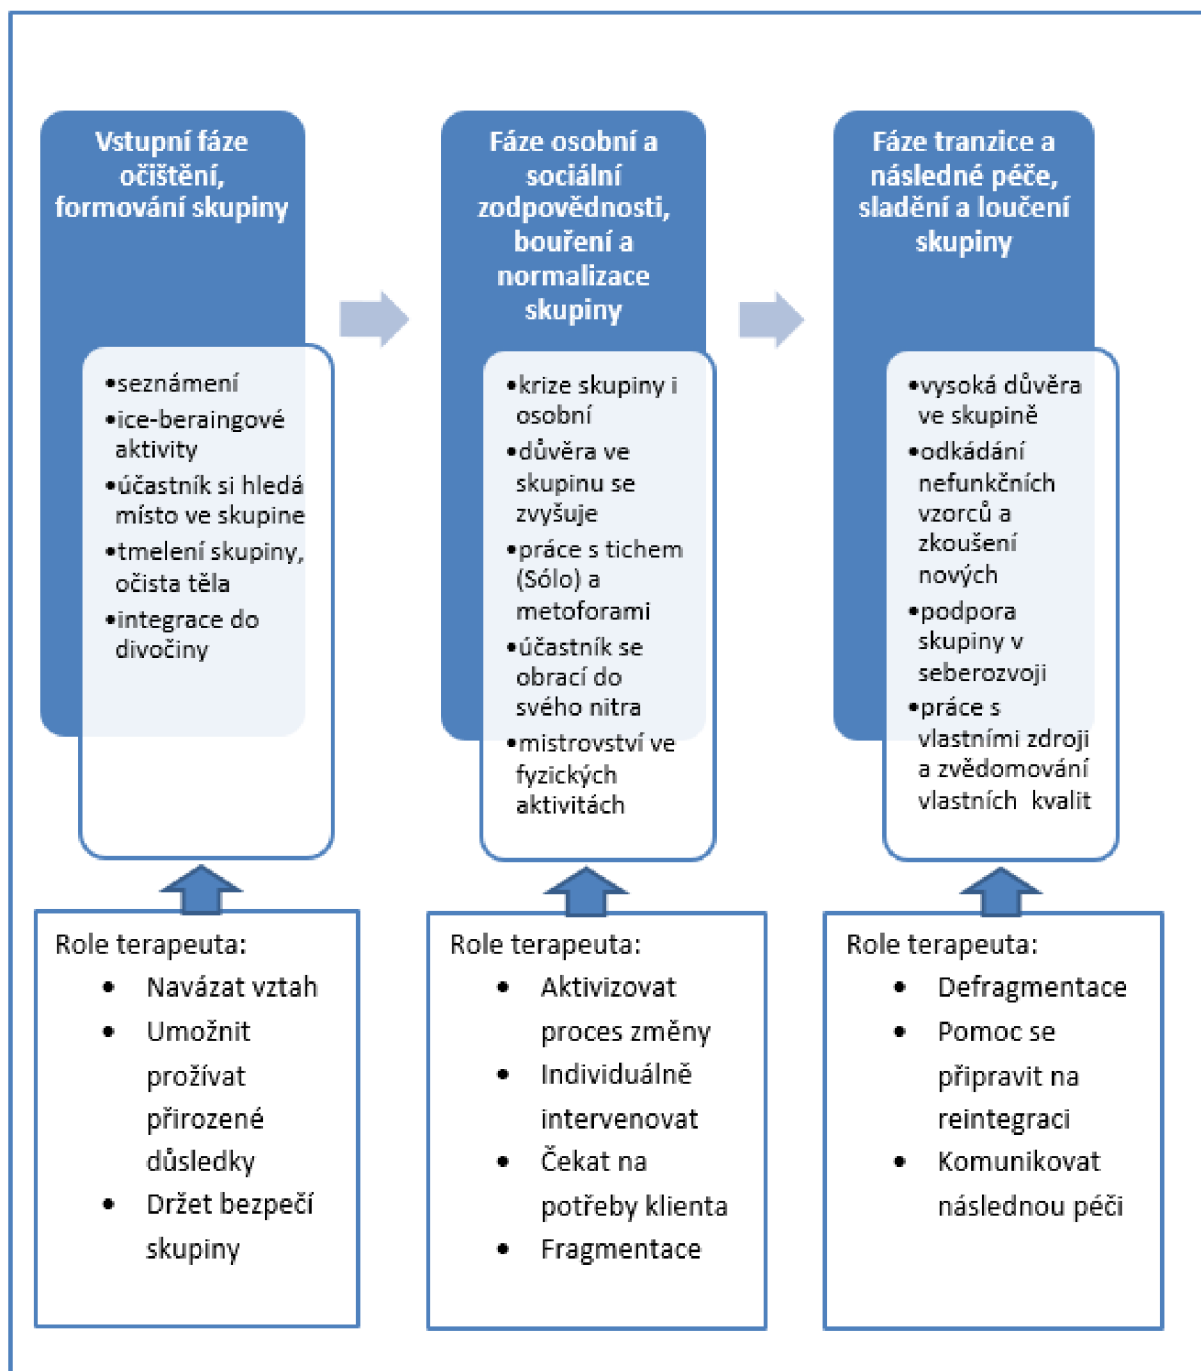 Vstupní fáze
očištění,
formování skupiny
•seznámení
•ice-beraingové
aktivity
•účastník si hledá
místo ve skupine
•tmelení skupiny,
očista těla
•integrace do
divočiny
Fáze osobní a
sociální
zodpovědnosti,
bouření a
normalizace
skupiny
•krize skupiny i
osobní
•důvěra ve
skupinu se
zvyšuje
•práce s tichem
(Sólo) a
metoforami
•účastník se
obrací do
svého nitra
•mistrovství ve
fyzických
aktivitách
Fáze tranzice a
následné péče,
sladění a loučení
skupiny
•vysoká důvěra
ve skupině
•odkádání
nefunkčních
vzorců a
zkoušení
nových
•podpora
skupiny v
seberozvoji
•práce s
vlastními zdroji
a zvědomování
vlastních kvalit
Role terapeuta:
• Navázat vztah
• Umožnit
prožívat
přirozené
důsledky
• Držet bezpečí
skupiny
Role terapeuta:
• Aktivizovat
proces změny
• Individuálně
intervenovat
• Čekat na
potřeby klienta
• Fragmentace
Role terapeuta:
• Defragmentace
• Pomoc se
připravit na
reintegraci
• Komunikovat
následnou péči